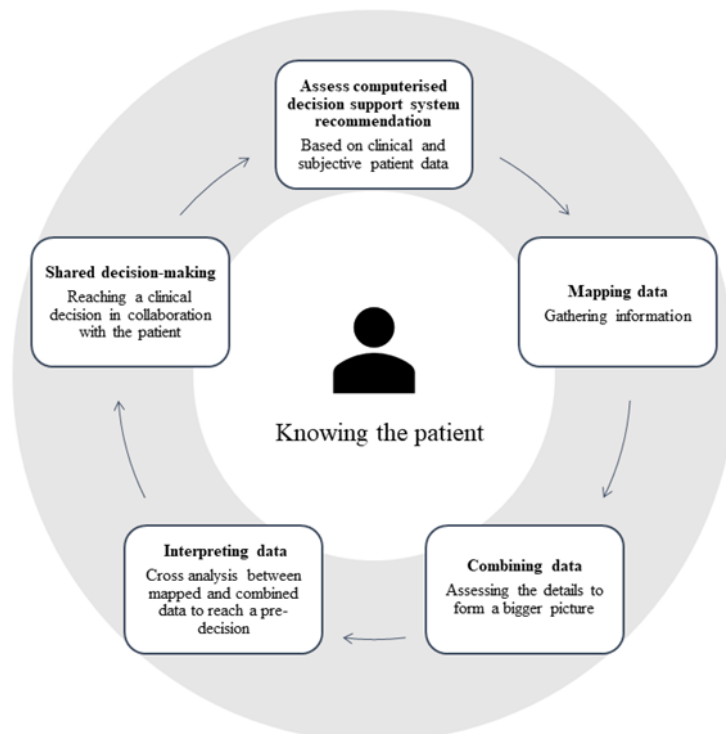 Assess computerised
decision support system
recommendation
Based on clinical and
subjective patient data
Mapping data
Gathering information
Combining data
Assessing the details to
form a bigger picture
Interpreting data
Cross analysis between
mapped and combined
data to reach a pre-
decision
Shared decision-making
Reaching a clinical
decision in collaboration
with the patient
Knowing the patient